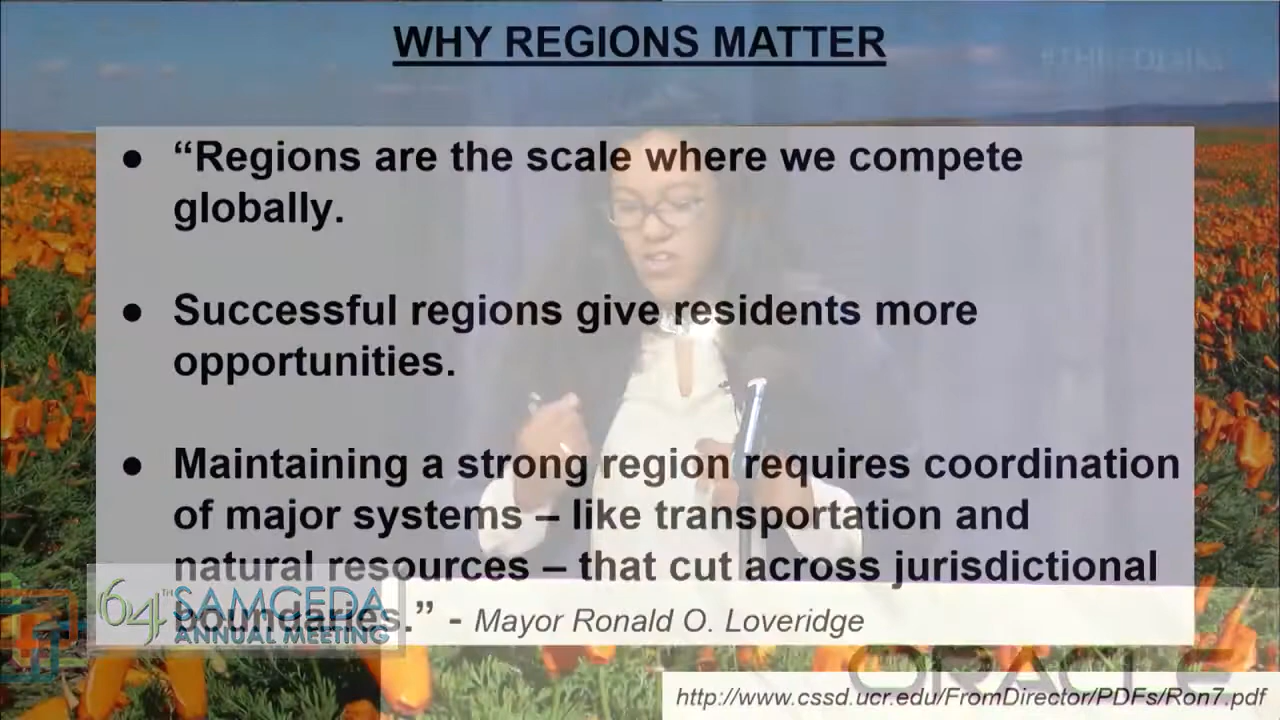 WHY REGIONS MATTER
● “Regions are the scale where we compete
globally.
● Successful regions give residents more
opportunities.
● Maintaining a strong region requires coordination
of major systems – like transportation and
natural resources – that cut across jurisdictional
boundaries.” - Mayor Ronald O. Loveridge
64TH SAMGEDA
ANNUAL MEETING
ORACLE
http://www.cssd.ucr.edu/FromDirector/PDFs/Ron7.pdf